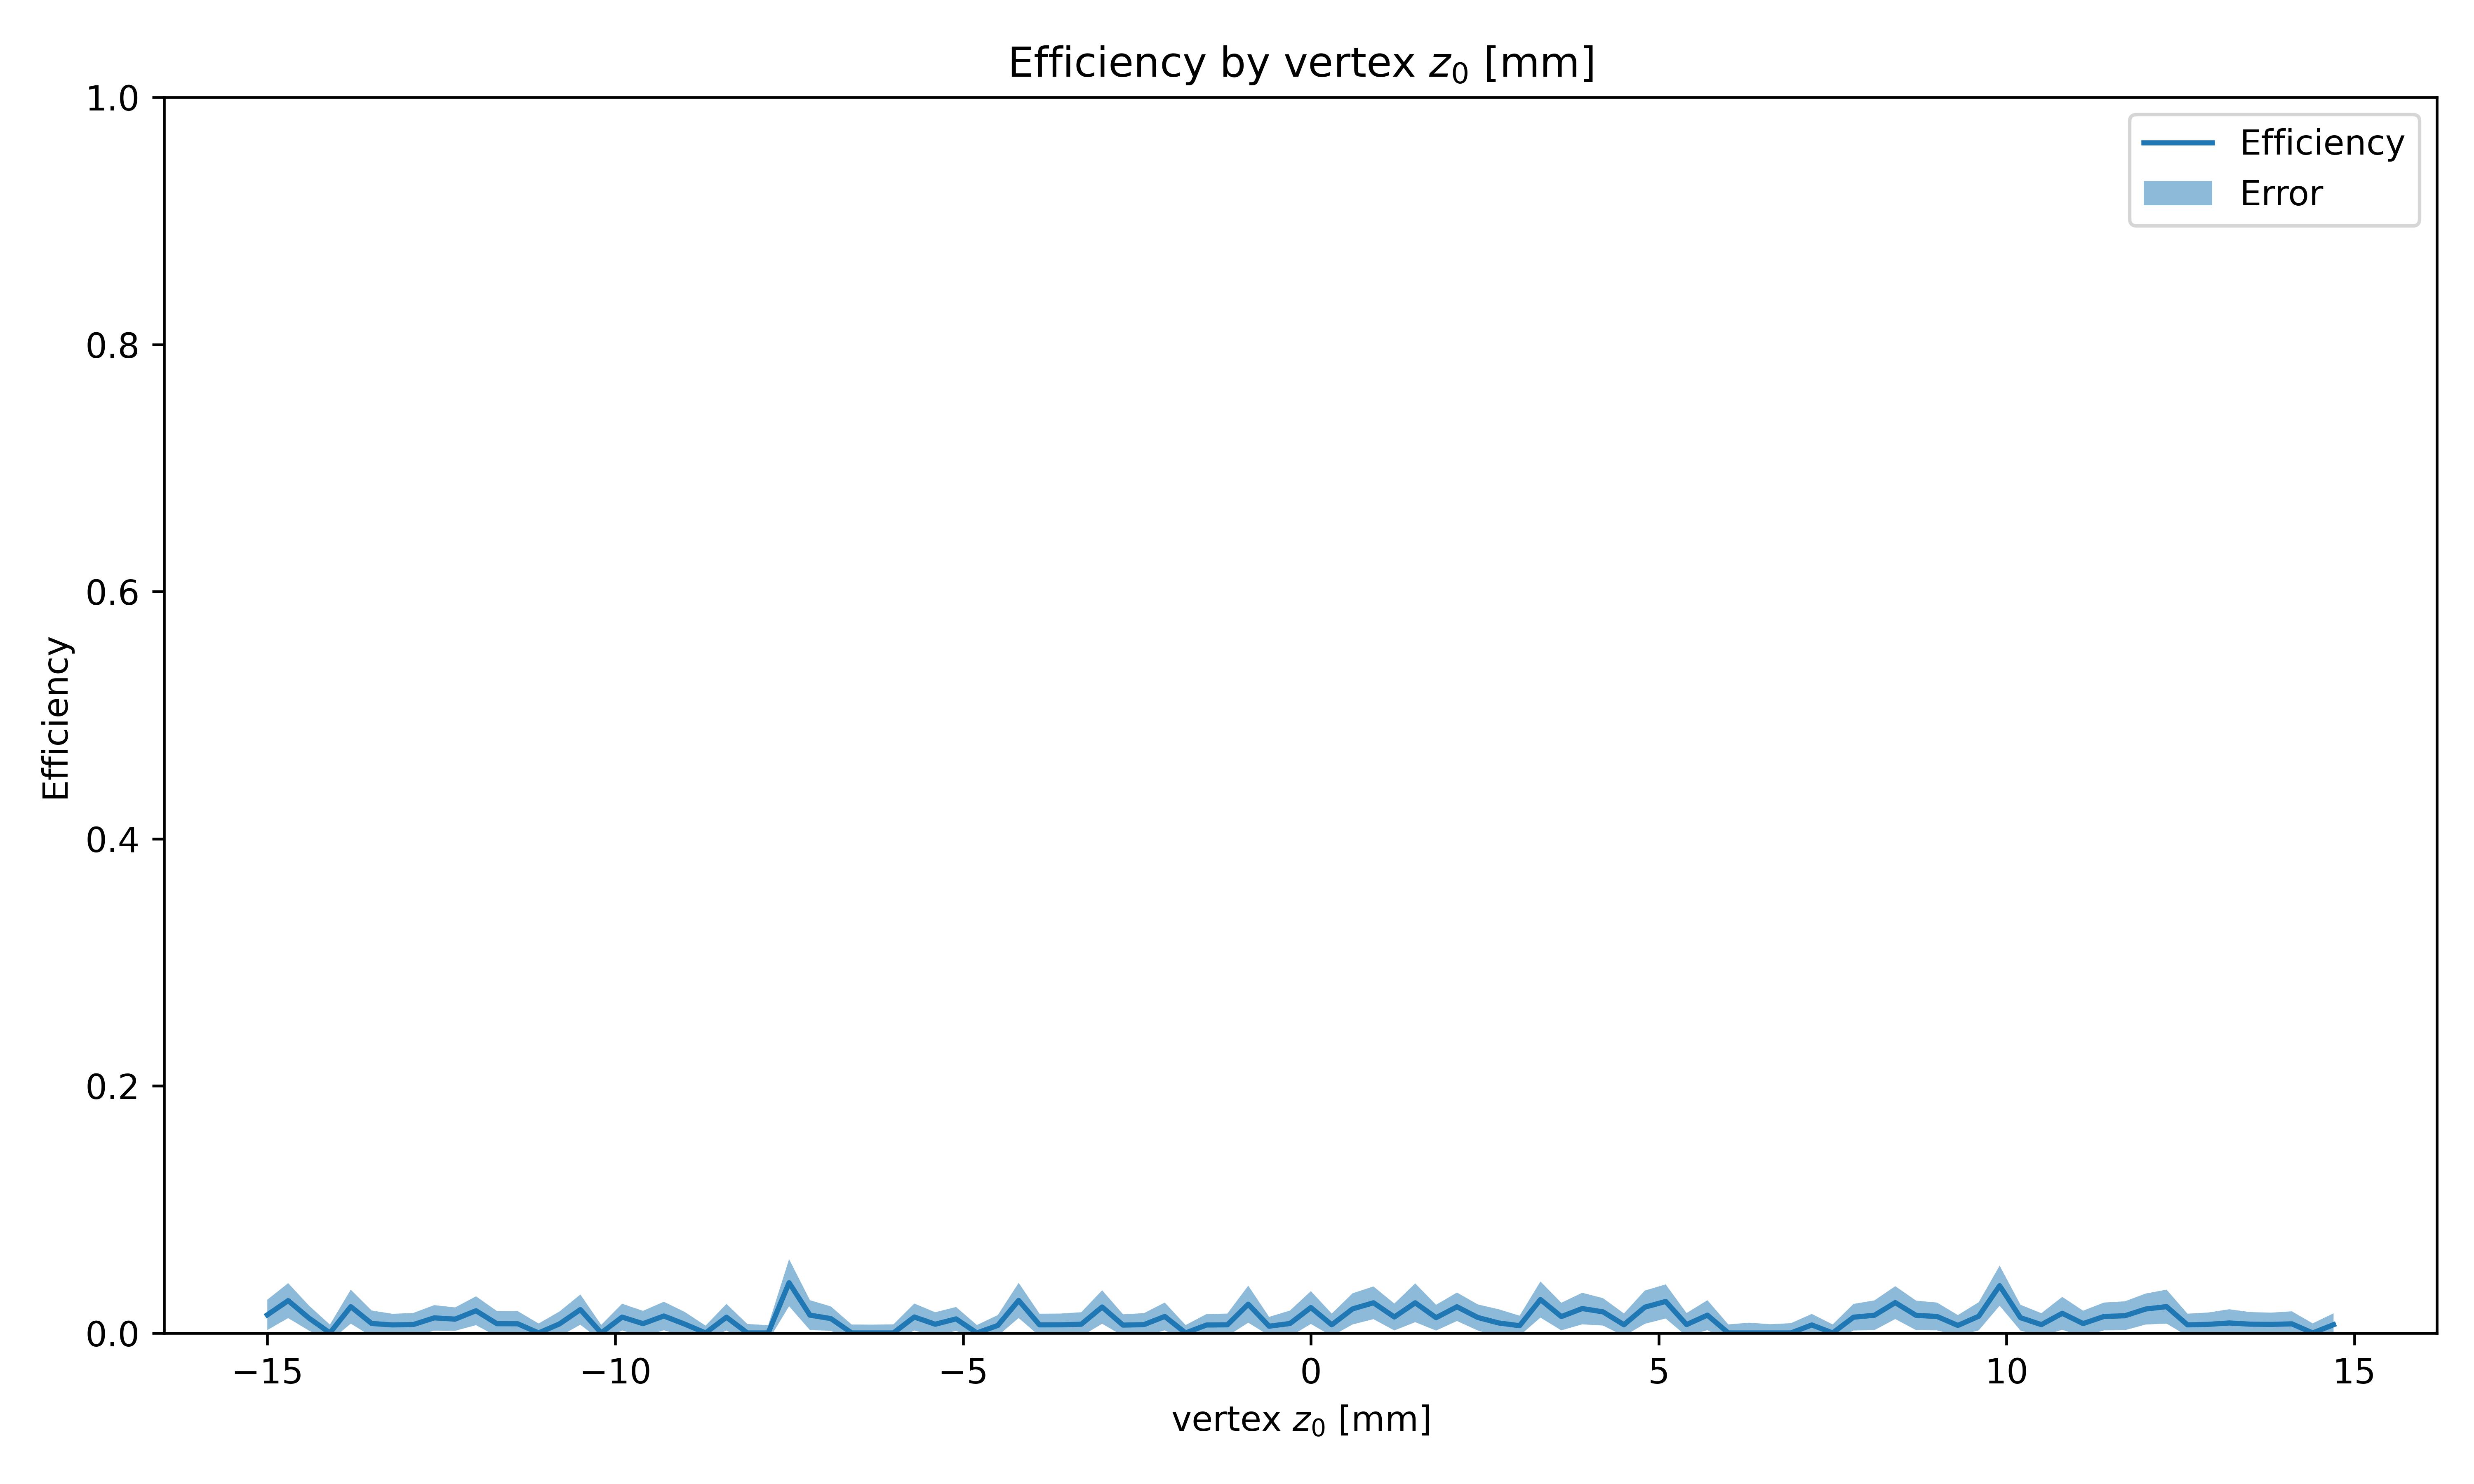 Efficiency by vertex z₀ [mm]
Efficiency
Error
Efficiency
1.0
0.8
0.6
0.4
0.2
0.0
−15
−10
−5
0
5
10
15
vertex z₀ [mm]